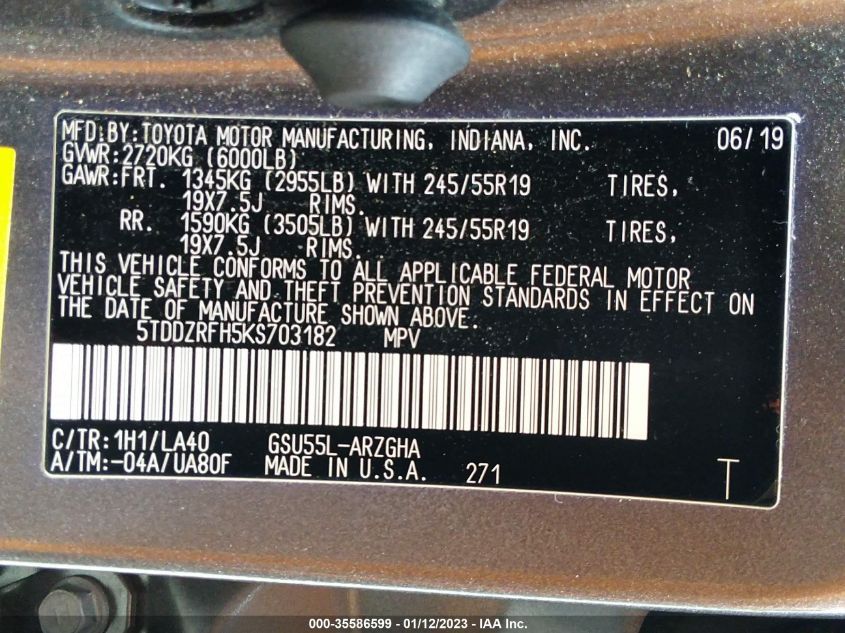 MFD.BY:TOYOTA MOTOR MANUFACTURING, INDIANA, INC. 06/19
GVWR:2720KG (6000LB)
GAWR:FRT. 1345KG (2955LB) WITH 245/55R19 TIRES,
19X7.5J RIMS.
RR. 1590KG (3505LB) WITH 245/55R19 TIRES,
19X7.5J RIMS.
THIS VEHICLE CONFORMS TO ALL APPLICABLE FEDERAL MOTOR
VEHICLE SAFETY AND THEFT PREVENTION STANDARDS IN EFFECT ON
THE DATE OF MANUFACTURE SHOWN ABOVE.
5TDDZRFH5KS703182 MPV
C/TR:1H1/LA40 GSU55L-ARZGHA
A/TM:-04A/UA80F MADE IN U.S.A. 271 T
000-35586599 — 01/12/2023 — IAA Inc.